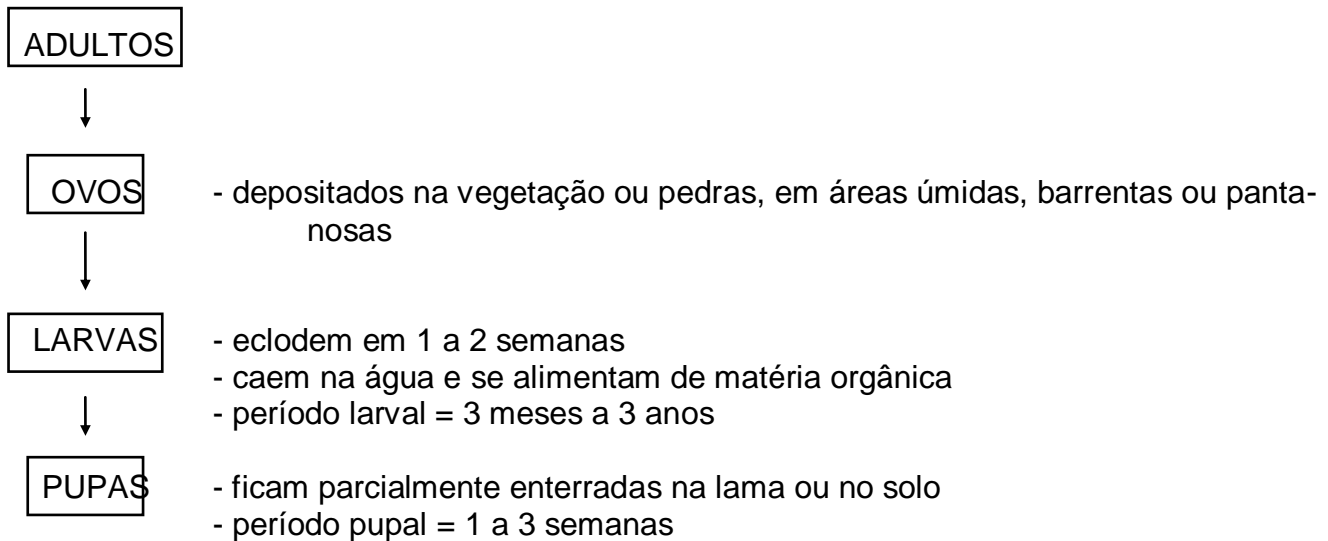 ADULTOS
OVOS - depositados na vegetação ou pedras, em áreas úmidas, barrentas ou panta-
nosas
LARVAS - eclodem em 1 a 2 semanas
- caem na água e se alimentam de matéria orgânica
- período larval = 3 meses a 3 anos
PUPAS - ficam parcialmente enterradas na lama ou no solo
- período pupal = 1 a 3 semanas